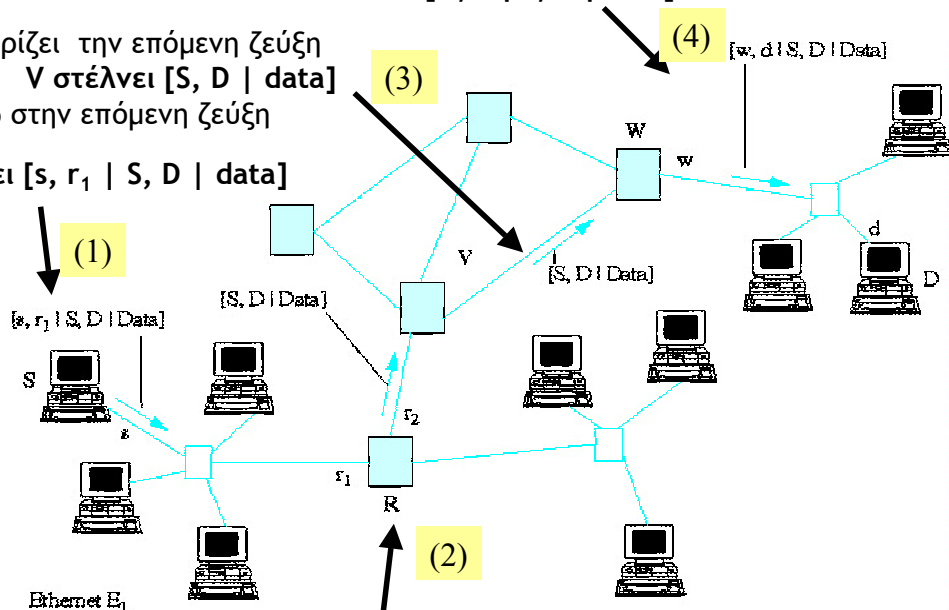 (4)
[w, d | S, D | Data]
ρίζει την επόμενη ζεύξη
V στέλνει [S, D | data]
(3)
στην επόμενη ζεύξη
[s, r₁ | S, D | data]
W
w
(1)
V
d
D
[S, D | Data]
[S, D | Data]
[s, r₁ | S, D | Data]
S
s
r₂
r₁
R
(2)
Ethernet E₁